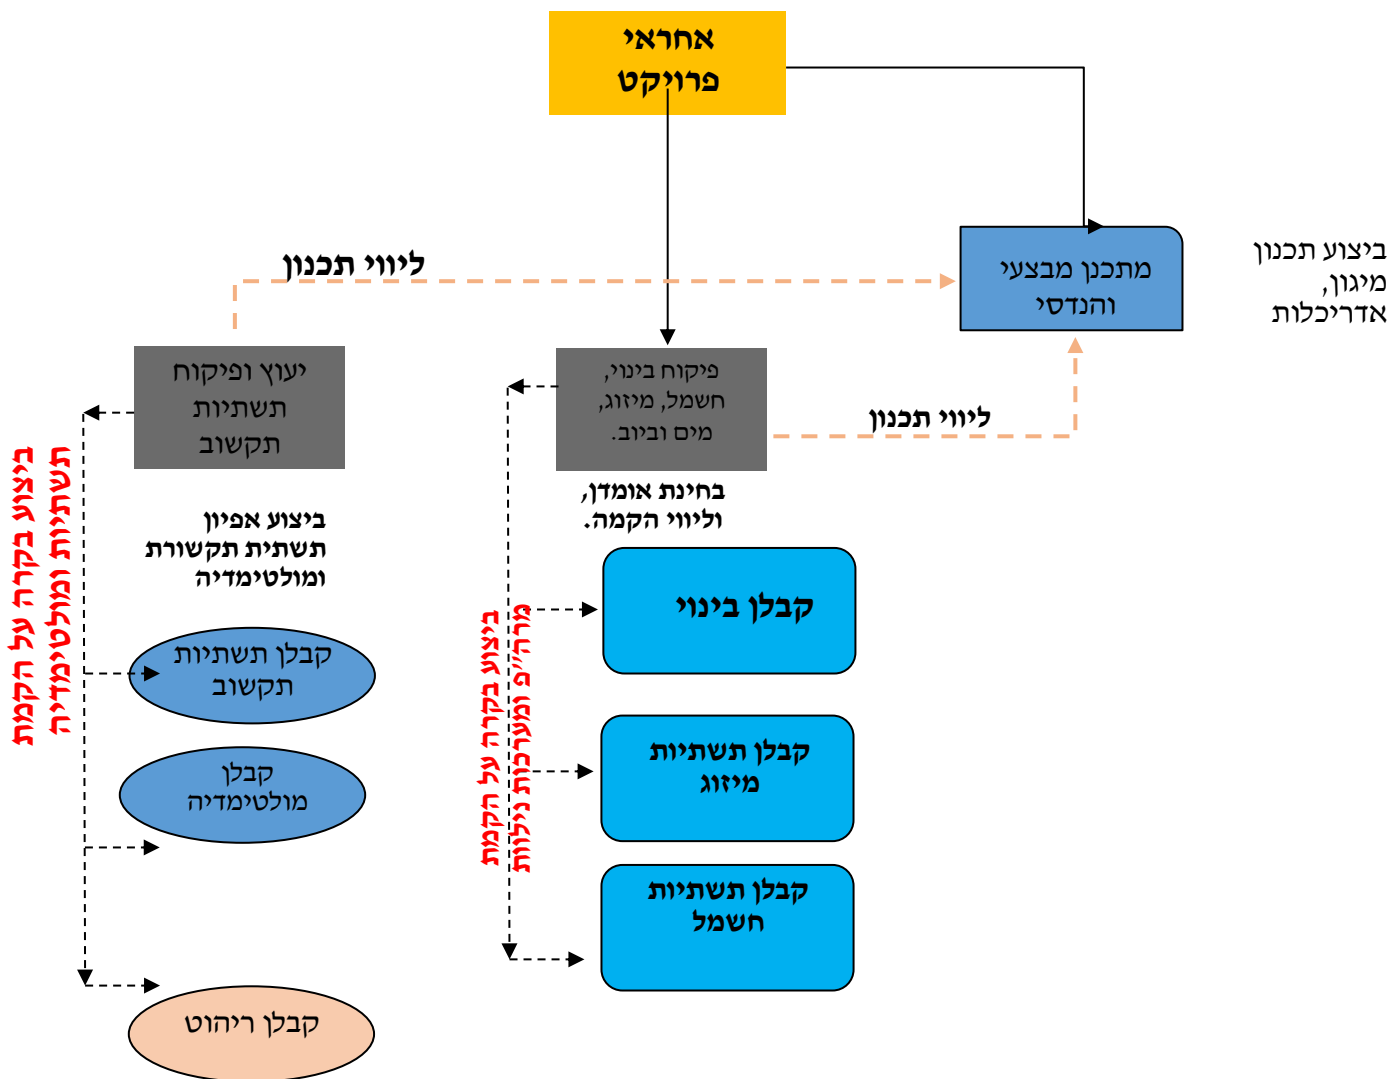 אחראי
פרויקט
ביצוע תכנון
מיגון,
אדריכלות
מתכנן מבצעי
והנדסי
ליווי תכנון
פיקוח בינוי,
חשמל, מיזוג,
מים וביוב.
ליווי תכנון
יעוץ ופיקוח
תשתיות
תקשוב
בחינת אומדן,
וליווי הקמה.
ביצוע אפיון
תשתית תקשורת
ומולטימדיה
ביצוע בקרה על הקמת
מרה״פ ומערכות נילוות
ביצוע בקרה על הקמת
תשתיות ומולטימדיה
קבלן בינוי
קבלן תשתיות
מיזוג
קבלן תשתיות
חשמל
קבלן תשתיות
תקשוב
קבלן
מולטימדיה
קבלן ריהוט